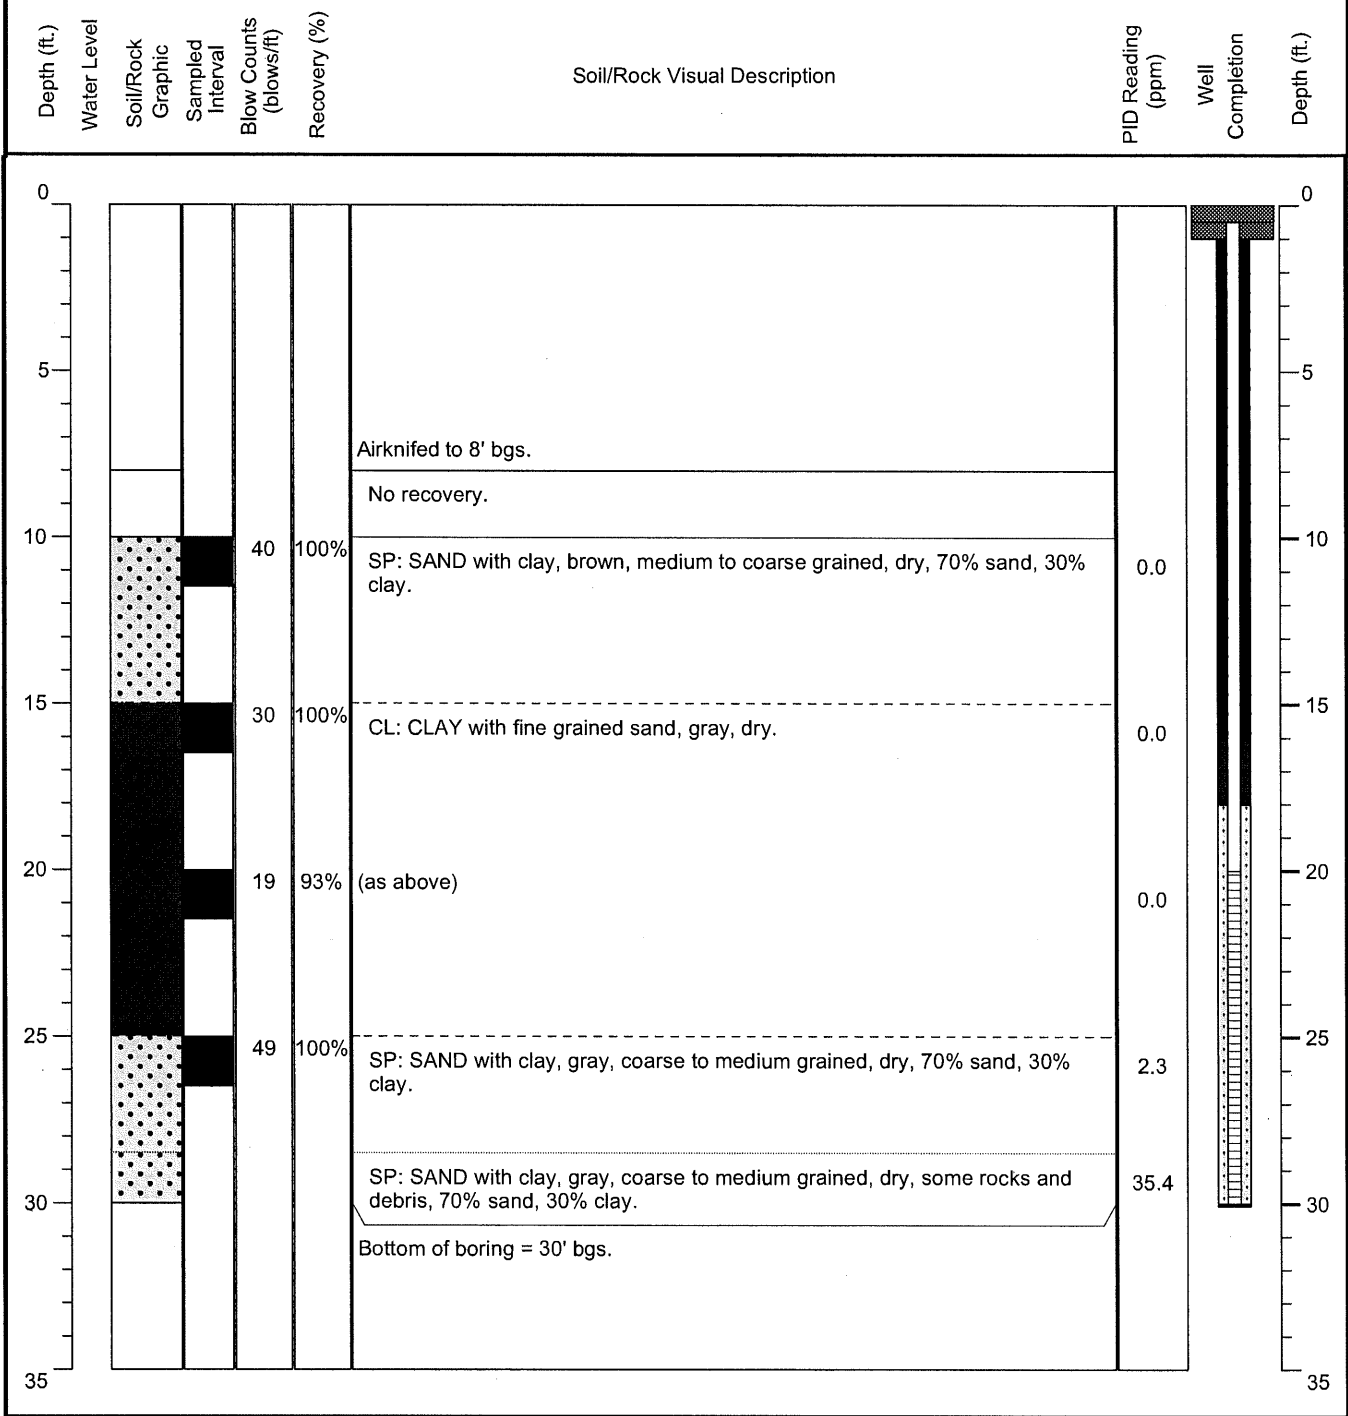 Depth (ft.)
Water Level
Soil/Rock
Graphic
Sampled
Interval
Blow Counts
(blows/ft)
Recovery (%)
Soil/Rock Visual Description
PID Reading
(ppm)
Well
Completion
Depth (ft.)
0
0
5
5
Airknifed to 8' bgs.
No recovery.
10
40
100%
SP: SAND with clay, brown, medium to coarse grained, dry, 70% sand, 30%
clay.
0.0
10
15
30
100%
CL: CLAY with fine grained sand, gray, dry.
0.0
15
20
19
93%
(as above)
0.0
20
25
49
100%
SP: SAND with clay, gray, coarse to medium grained, dry, 70% sand, 30%
clay.
2.3
25
SP: SAND with clay, gray, coarse to medium grained, dry, some rocks and
debris, 70% sand, 30% clay.
35.4
30
30
Bottom of boring = 30' bgs.
35
35